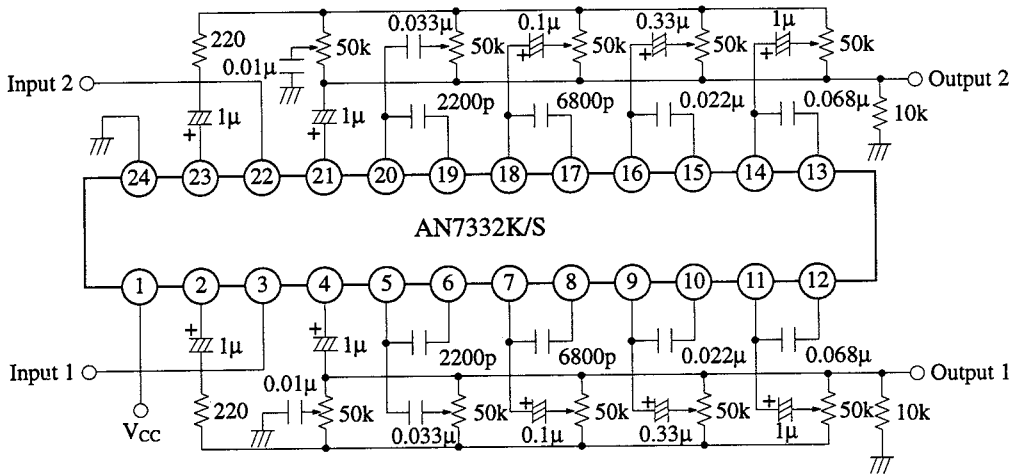 0.033μ 0.1μ 0.33μ 1μ
220 50k 50k 50k 50k 50k
0.01μ
Input 2 Output 2
1μ 1μ 2200p 6800p 0.022μ 0.068μ 10k
+ + + + +
24 23 22 21 20 19 18 17 16 15 14 13
AN7332K/S
1 2 3 4 5 6 7 8 9 10 11 12
+ + + + +
1μ 1μ 2200p 6800p 0.022μ 0.068μ
Input 1 Output 1
0.01μ
220 50k 50k 50k 50k 50k 10k
VCC 0.033μ 0.1μ 0.33μ 1μ